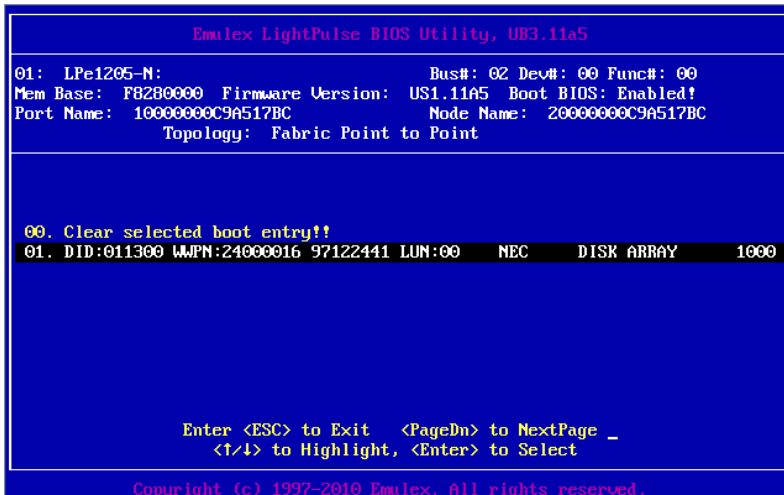 Emulex LightPulse BIOS Utility, UB3.11a5
01: LPe1205-N: Bus#: 02 Dev#: 00 Func#: 00
Mem Base: F8280000 Firmware Version: US1.11A5 Boot BIOS: Enabled!
Port Name: 10000000C9A517BC Node Name: 20000000C9A517BC
Topology: Fabric Point to Point
00. Clear selected boot entry!!
01. DID:011300 WWPN:24000016 97122441 LUN:00 NEC DISK ARRAY 1000
Enter <ESC> to Exit <PageDn> to NextPage _
<↑/↓> to Highlight, <Enter> to Select
Copyright (c) 1997-2010 Emulex. All rights reserved.